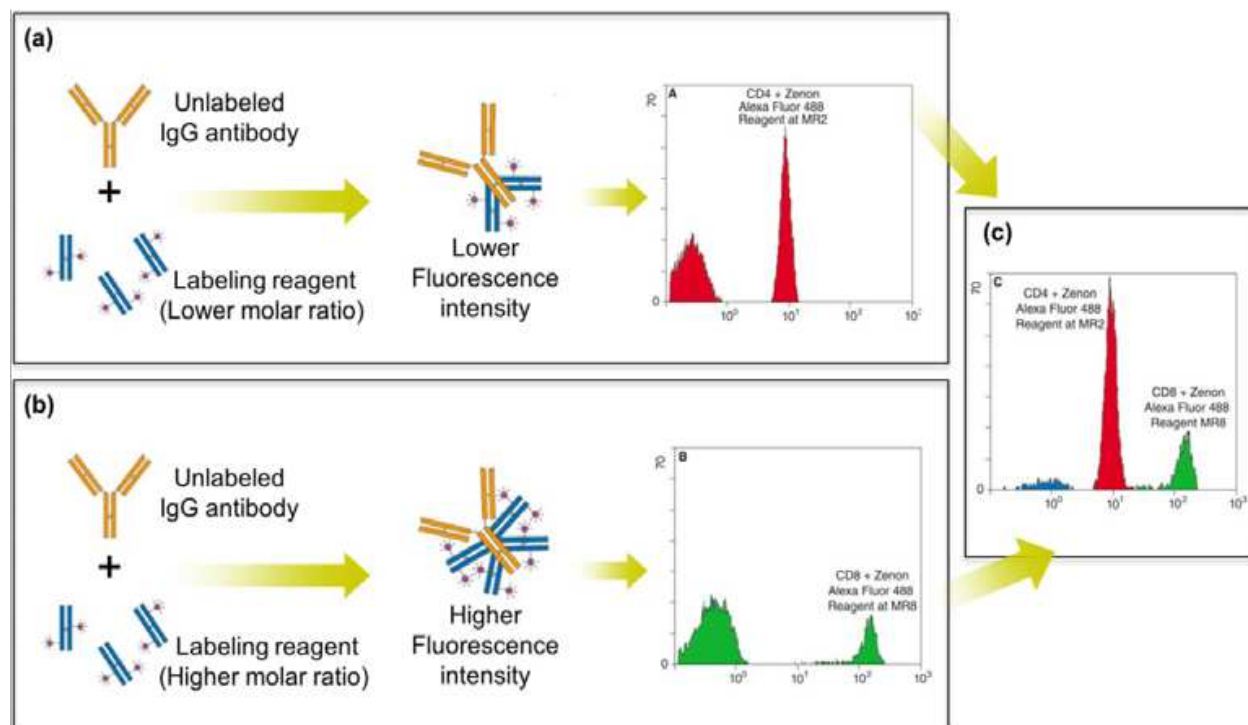 (a)
Unlabeled
IgG antibody
+
Labeling reagent
(Lower molar ratio)
Lower
Fluorescence
intensity
70
A
CD4 + Zenon
Alexa Fluor 488
Reagent at MR2
0
10⁰
10¹
10²
(b)
Unlabeled
IgG antibody
+
Labeling reagent
(Higher molar ratio)
Higher
Fluorescence
intensity
70
B
CD8 + Zenon
Alexa Fluor 488
Reagent at MR8
0
10⁰
10¹
10²
10³
(c)
70
C
CD4 + Zenon
Alexa Fluor 488
Reagent at MR2
CD8 + Zenon
Alexa Fluor 488
Reagent MR8
0
10⁰
10¹
10²
10³